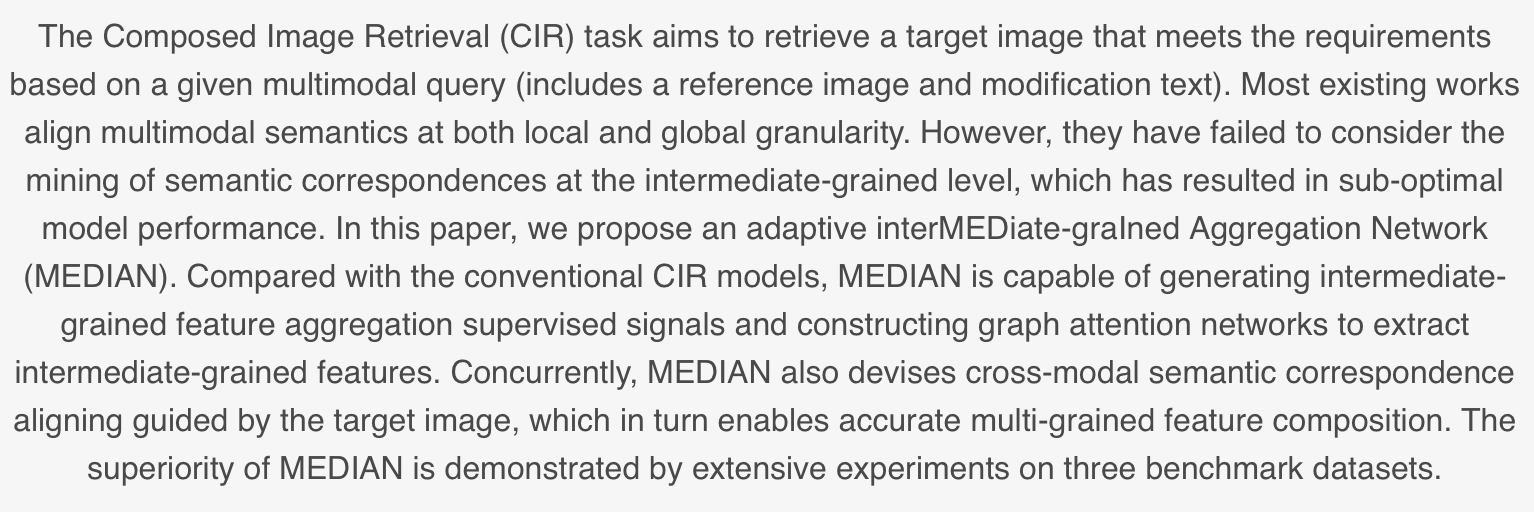 The Composed Image Retrieval (CIR) task aims to retrieve a target image that meets the requirements
based on a given multimodal query (includes a reference image and modification text). Most existing works
align multimodal semantics at both local and global granularity. However, they have failed to consider the
mining of semantic correspondences at the intermediate-grained level, which has resulted in sub-optimal
model performance. In this paper, we propose an adaptive interMEDiate-graIned Aggregation Network
(MEDIAN). Compared with the conventional CIR models, MEDIAN is capable of generating intermediate-
grained feature aggregation supervised signals and constructing graph attention networks to extract
intermediate-grained features. Concurrently, MEDIAN also devises cross-modal semantic correspondence
aligning guided by the target image, which in turn enables accurate multi-grained feature composition. The
superiority of MEDIAN is demonstrated by extensive experiments on three benchmark datasets.